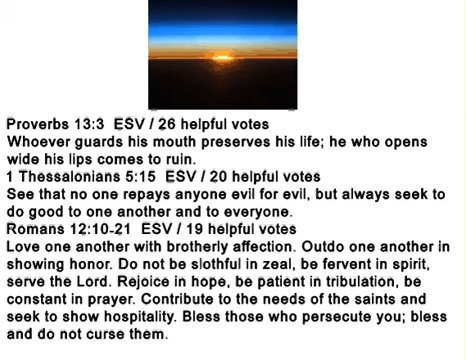 Proverbs 13:3 ESV / 26 helpful votes
Whoever guards his mouth preserves his life; he who opens
wide his lips comes to ruin.
1 Thessalonians 5:15 ESV / 20 helpful votes
See that no one repays anyone evil for evil, but always seek to
do good to one another and to everyone.
Romans 12:10-21 ESV / 19 helpful votes
Love one another with brotherly affection. Outdo one another in
showing honor. Do not be slothful in zeal, be fervent in spirit,
serve the Lord. Rejoice in hope, be patient in tribulation, be
constant in prayer. Contribute to the needs of the saints and
seek to show hospitality. Bless those who persecute you; bless
and do not curse them.